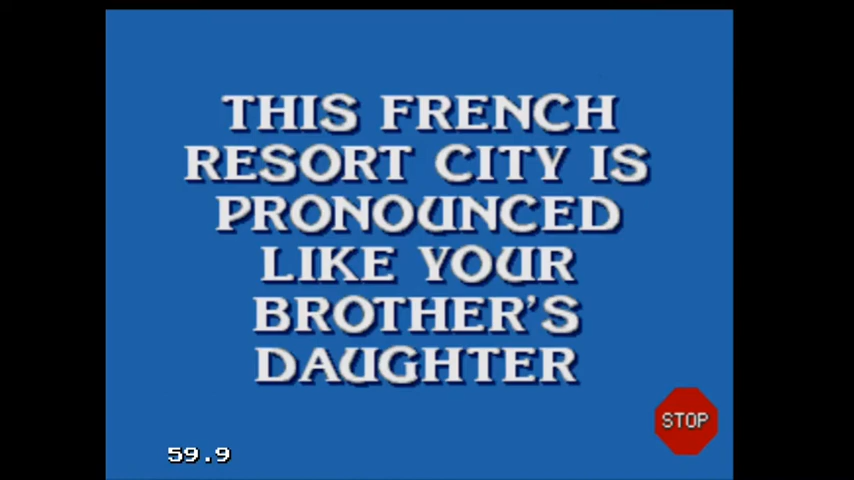 THIS FRENCH
RESORT CITY IS
PRONOUNCED
LIKE YOUR
BROTHER'S
DAUGHTER
STOP
59.9